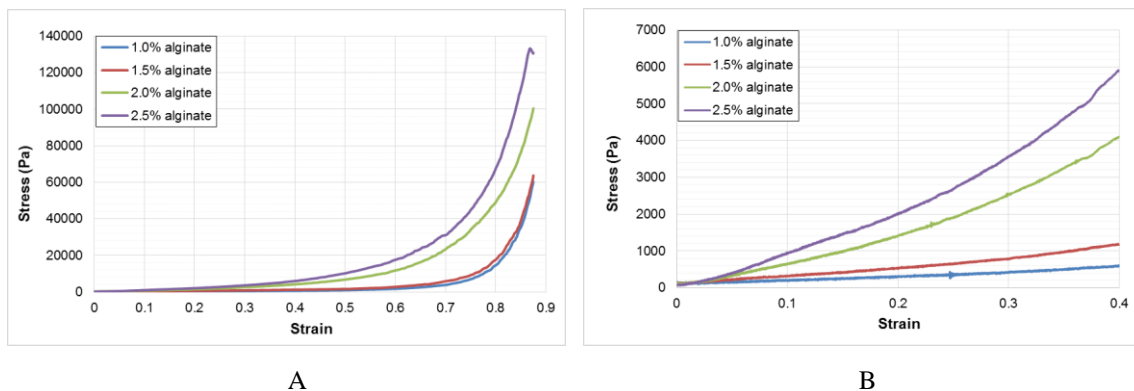 140000
120000
100000
80000
60000
40000
20000
0
Stress (Pa)
1.0% alginate
1.5% alginate
2.0% alginate
2.5% alginate
0 0.1 0.2 0.3 0.4 0.5 0.6 0.7 0.8 0.9
Strain
A
7000
6000
5000
4000
3000
2000
1000
0
Stress (Pa)
1.0% alginate
1.5% alginate
2.0% alginate
2.5% alginate
0 0.1 0.2 0.3 0.4
Strain
B